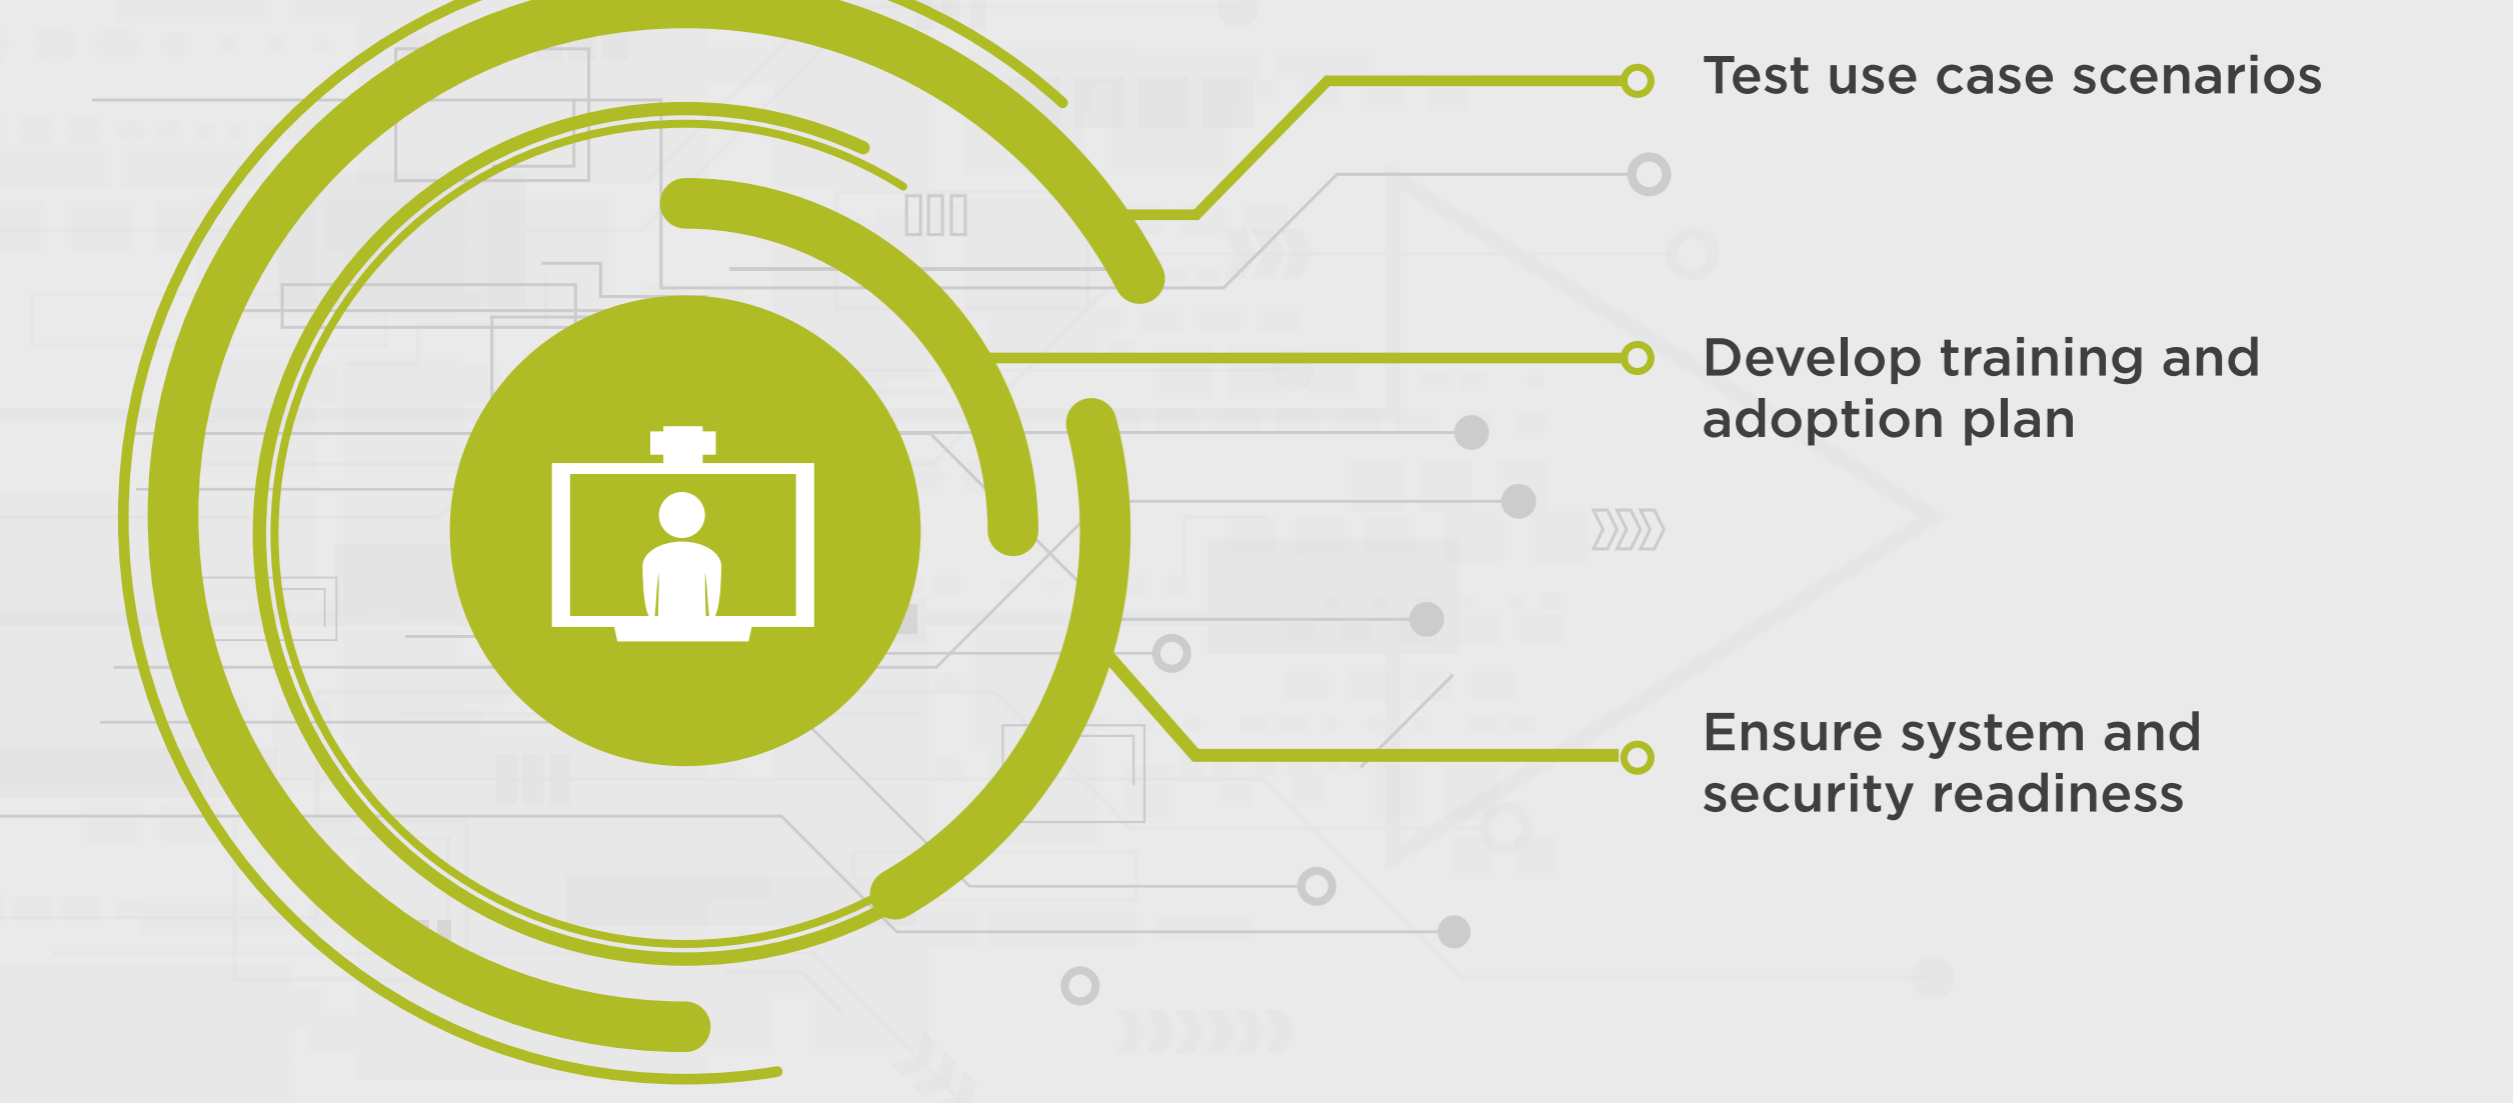 Test use case scenarios
Develop training and
adoption plan
Ensure system and
security readiness